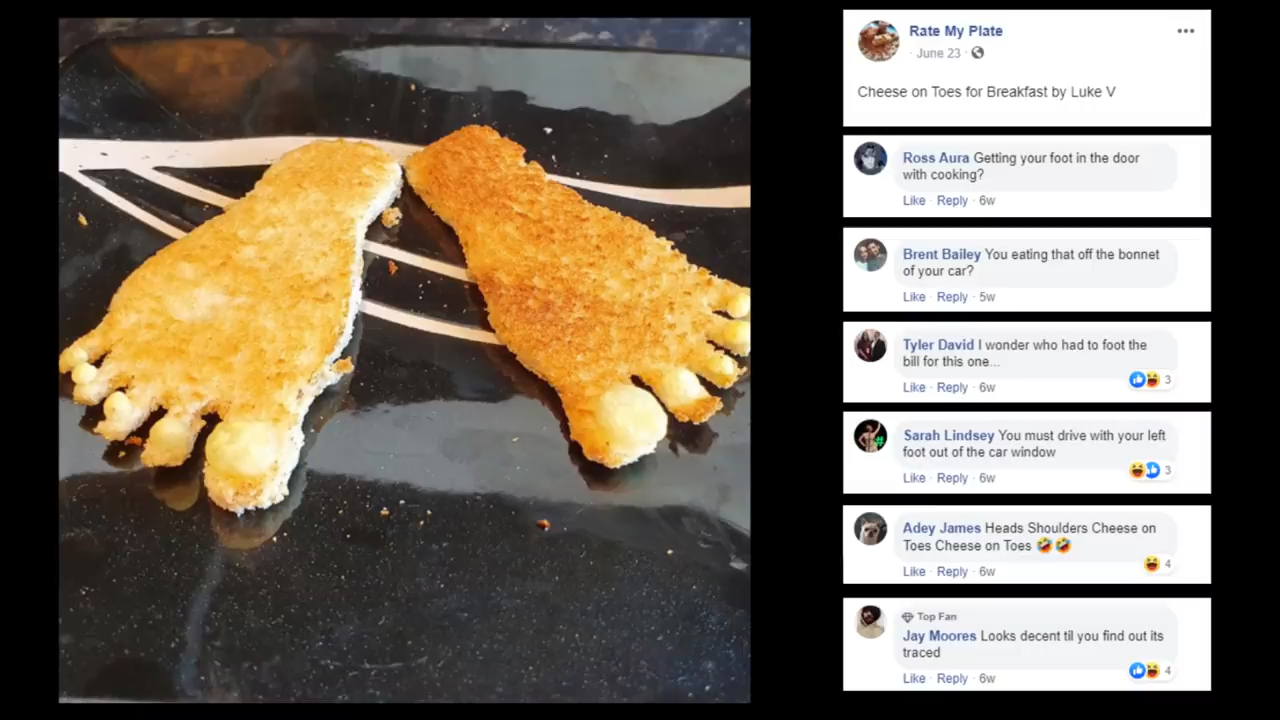 Rate My Plate
· June 23 ·
Cheese on Toes for Breakfast by Luke V
Ross Aura Getting your foot in the door
with cooking?
Like · Reply · 6w
Brent Bailey You eating that off the bonnet
of your car?
Like · Reply · 5w
Tyler David I wonder who had to foot the
bill for this one...
3
Like · Reply · 6w
Sarah Lindsey You must drive with your left
foot out of the car window
3
Like · Reply · 6w
Adey James Heads Shoulders Cheese on
Toes Cheese on Toes 🤣🤣
4
Like · Reply · 6w
Top Fan
Jay Moores Looks decent til you find out its
traced
4
Like · Reply · 6w